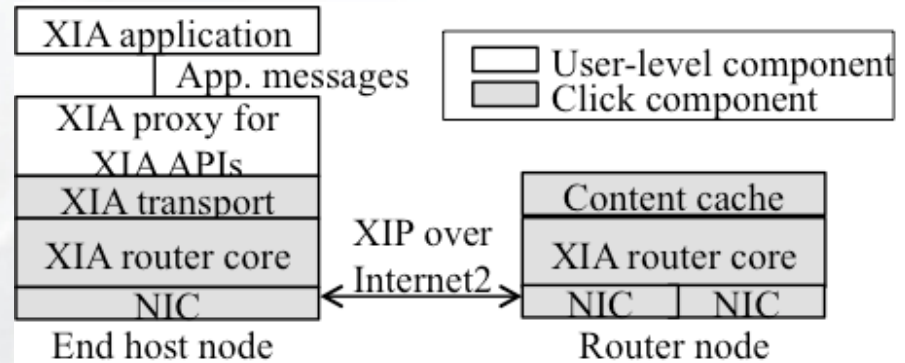 XIA application
App. messages
XIA proxy for
XIA APIs
XIA transport
XIA router core
NIC
End host node
User-level component
Click component
XIP over
Internet2
Content cache
XIA router core
NIC NIC
Router node